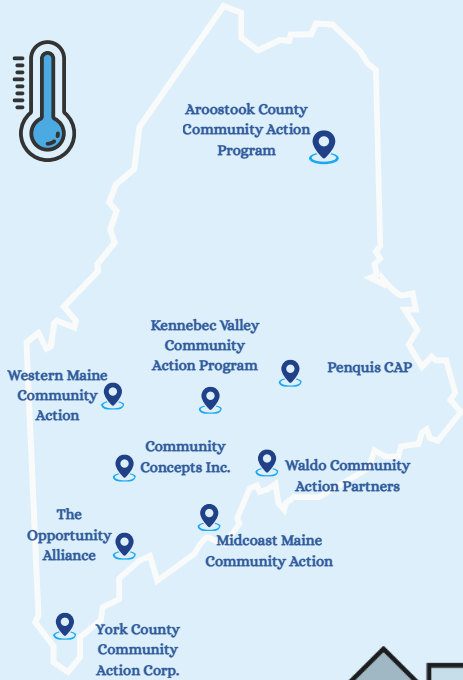 Aroostook County
Community Action
Program
Kennebec Valley
Community
Action Program
Penquis CAP
Western Maine
Community
Action
Community
Concepts Inc.
Waldo Community
Action Partners
The
Opportunity
Alliance
Midcoast Maine
Community Action
York County
Community
Action Corp.